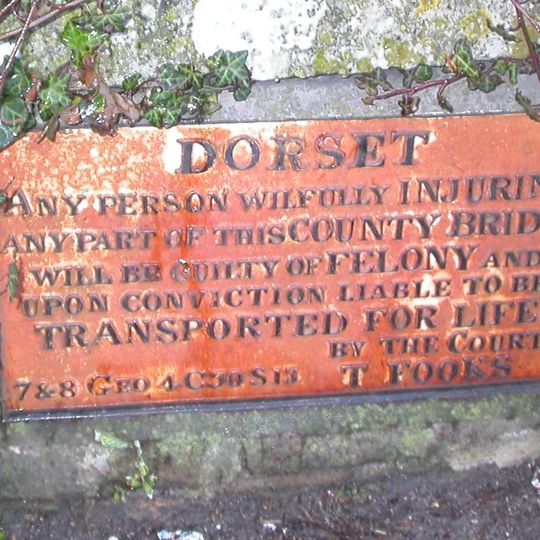 DORSET
ANY PERSON WILFULLY INJURIN
ANY PART OF THIS COUNTY BRID
WILL BE GUILTY OF FELONY AND
UPON CONVICTION LIABLE TO BE
TRANSPORTED FOR LIFE
BY THE COURT
7&8 GEO 4 C30 S13 T FOOKS